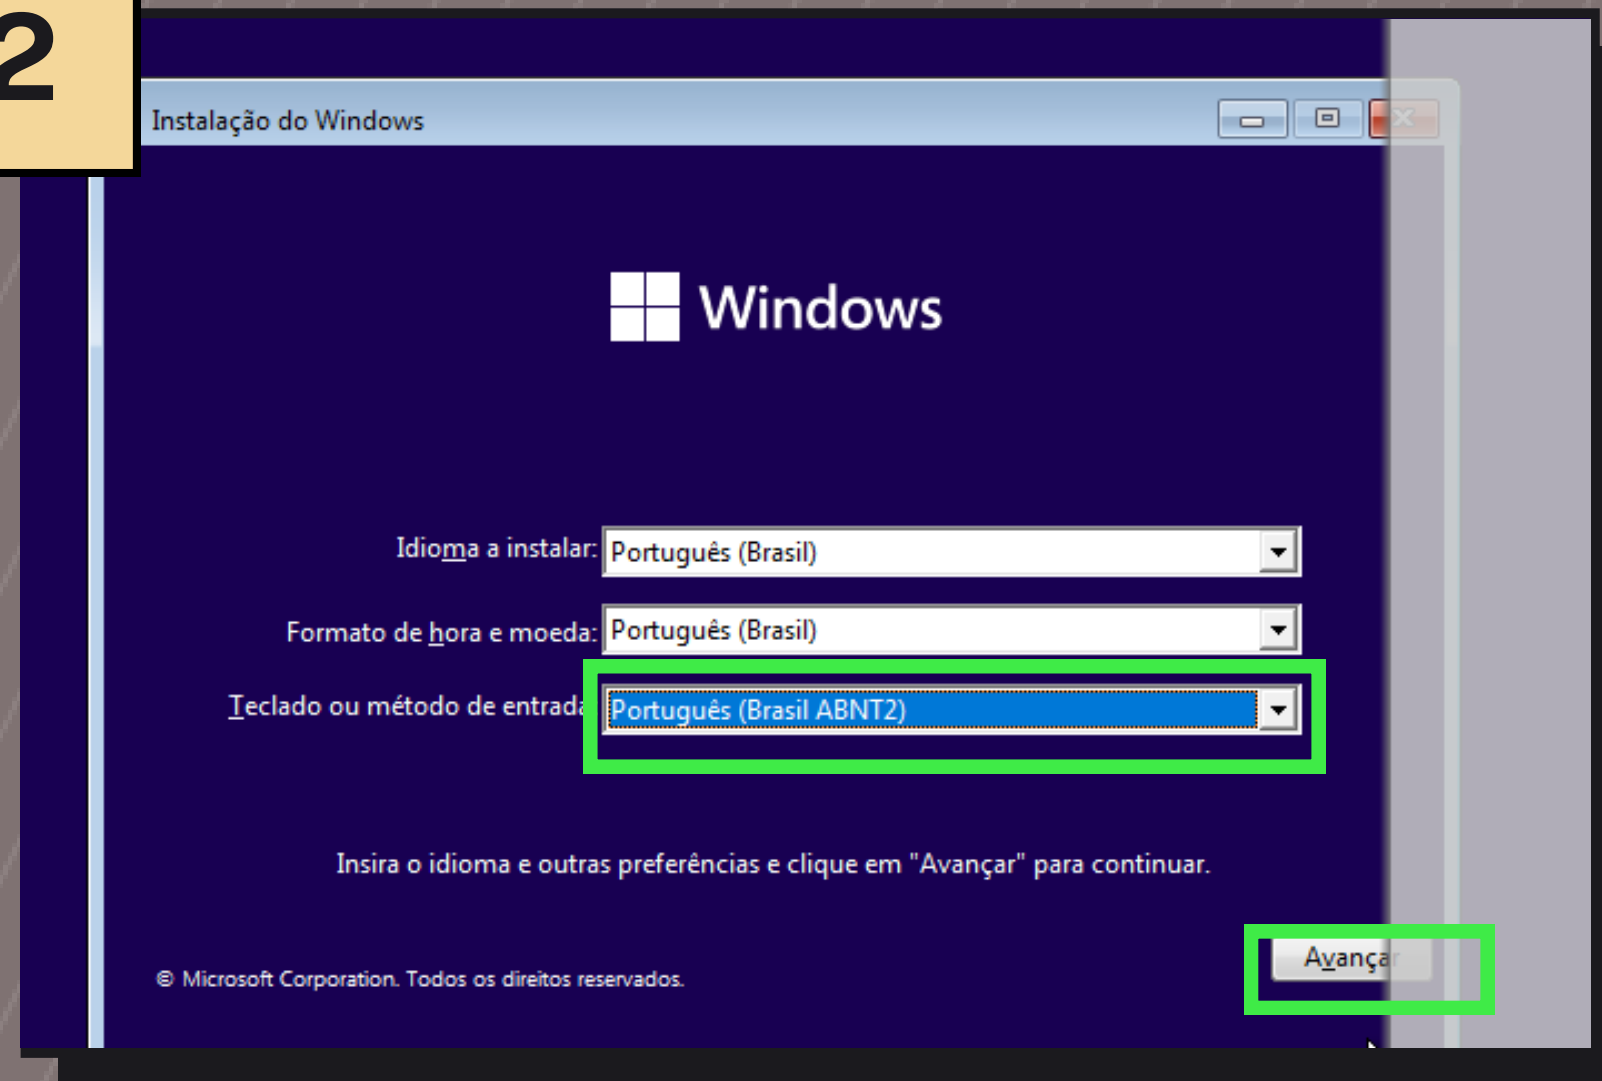 2
Instalação do Windows
Windows
Idioma a instalar: Português (Brasil)
Formato de hora e moeda: Português (Brasil)
Teclado ou método de entrada Português (Brasil ABNT2)
Insira o idioma e outras preferências e clique em "Avançar" para continuar.
Avançar
© Microsoft Corporation. Todos os direitos reservados.